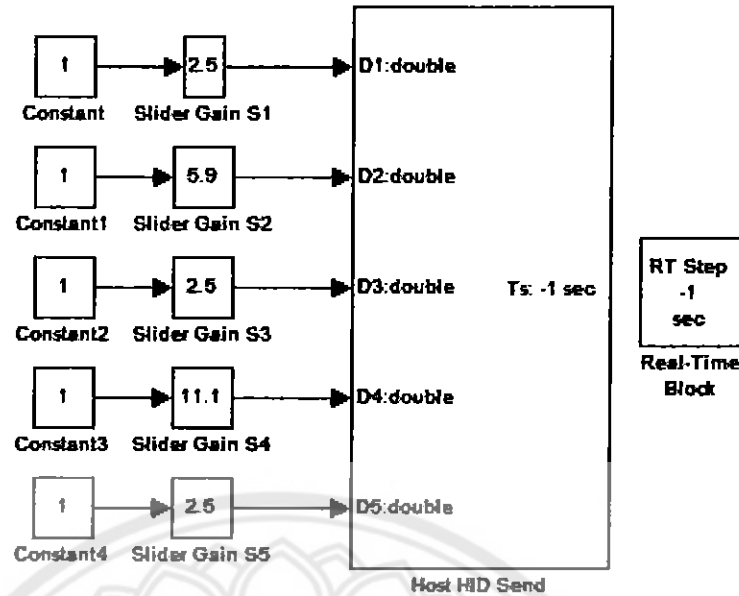 1
2.5
D1:double
Constant
Slider Gain S1
1
5.9
D2:double
Constant1
Slider Gain S2
1
2.5
D3:double
Ts: -1 sec
Constant2
Slider Gain S3
1
11.1
D4:double
Constant3
Slider Gain S4
1
2.5
D5:double
Constant4
Slider Gain S5
Host HID Send
RT Step
-1
sec
Real-Time
Block